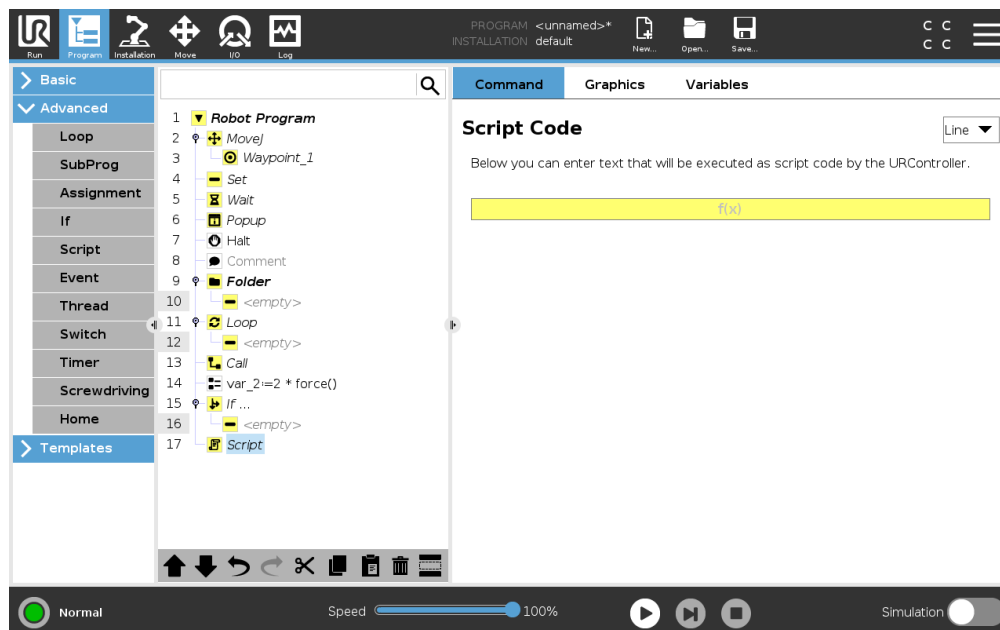 PROGRAM <unnamed>*
INSTALLATION default
UR
Run
Program
Installation
Move
I/O
Log
New...
Open...
Save...
C C
C C
Basic
Advanced
Loop
SubProg
Assignment
If
Script
Event
Thread
Switch
Timer
Screwdriving
Home
Templates
1 Robot Program
2 MoveJ
3 Waypoint_1
4 Set
5 Wait
6 Popup
7 Halt
8 Comment
9 Folder
10 <empty>
11 Loop
12 <empty>
13 Call
14 var_2:=2 * force()
15 If ...
16 <empty>
17 Script
Command Graphics Variables
Script Code
Line
Below you can enter text that will be executed as script code by the URController.
f(x)
Normal
Speed 100%
Simulation